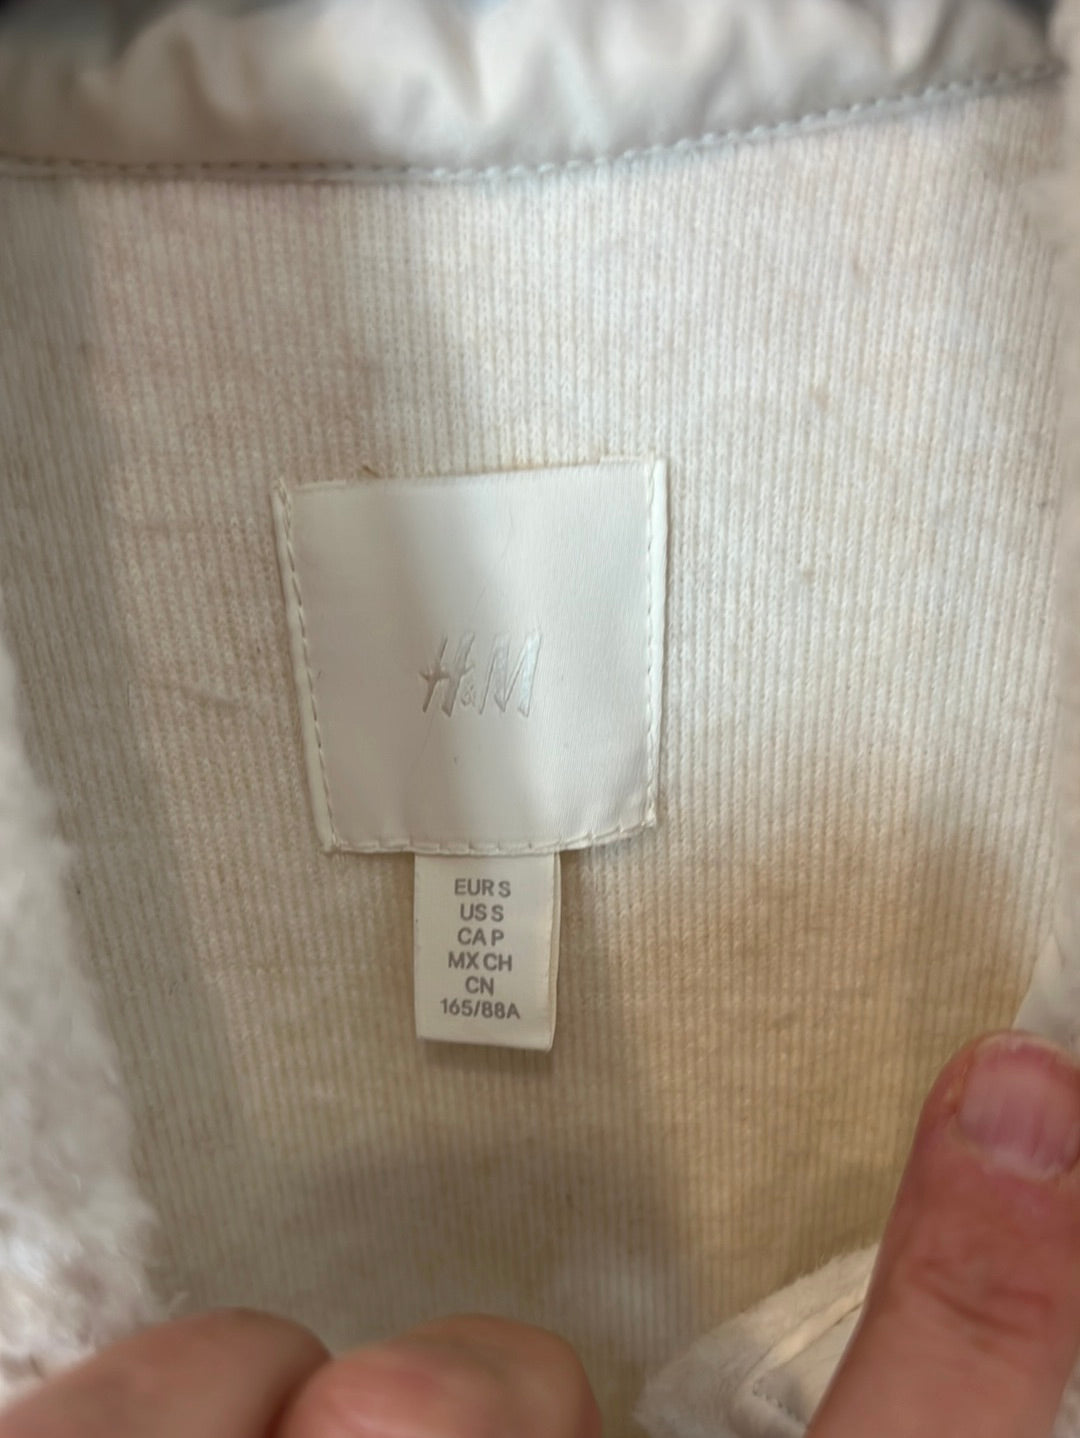 H&M
EUR S
US S
CA P
MX CH
CN
165/88A